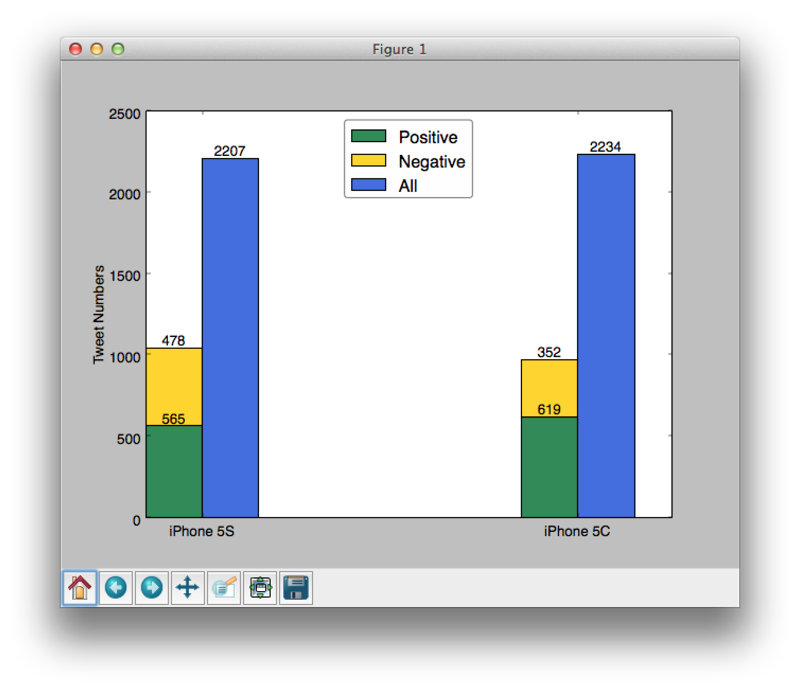 Figure 1
2500
2000
1500
1000
500
0
Tweet Numbers
Positive
Negative
All
2207
478
565
2234
352
619
iPhone 5S
iPhone 5C